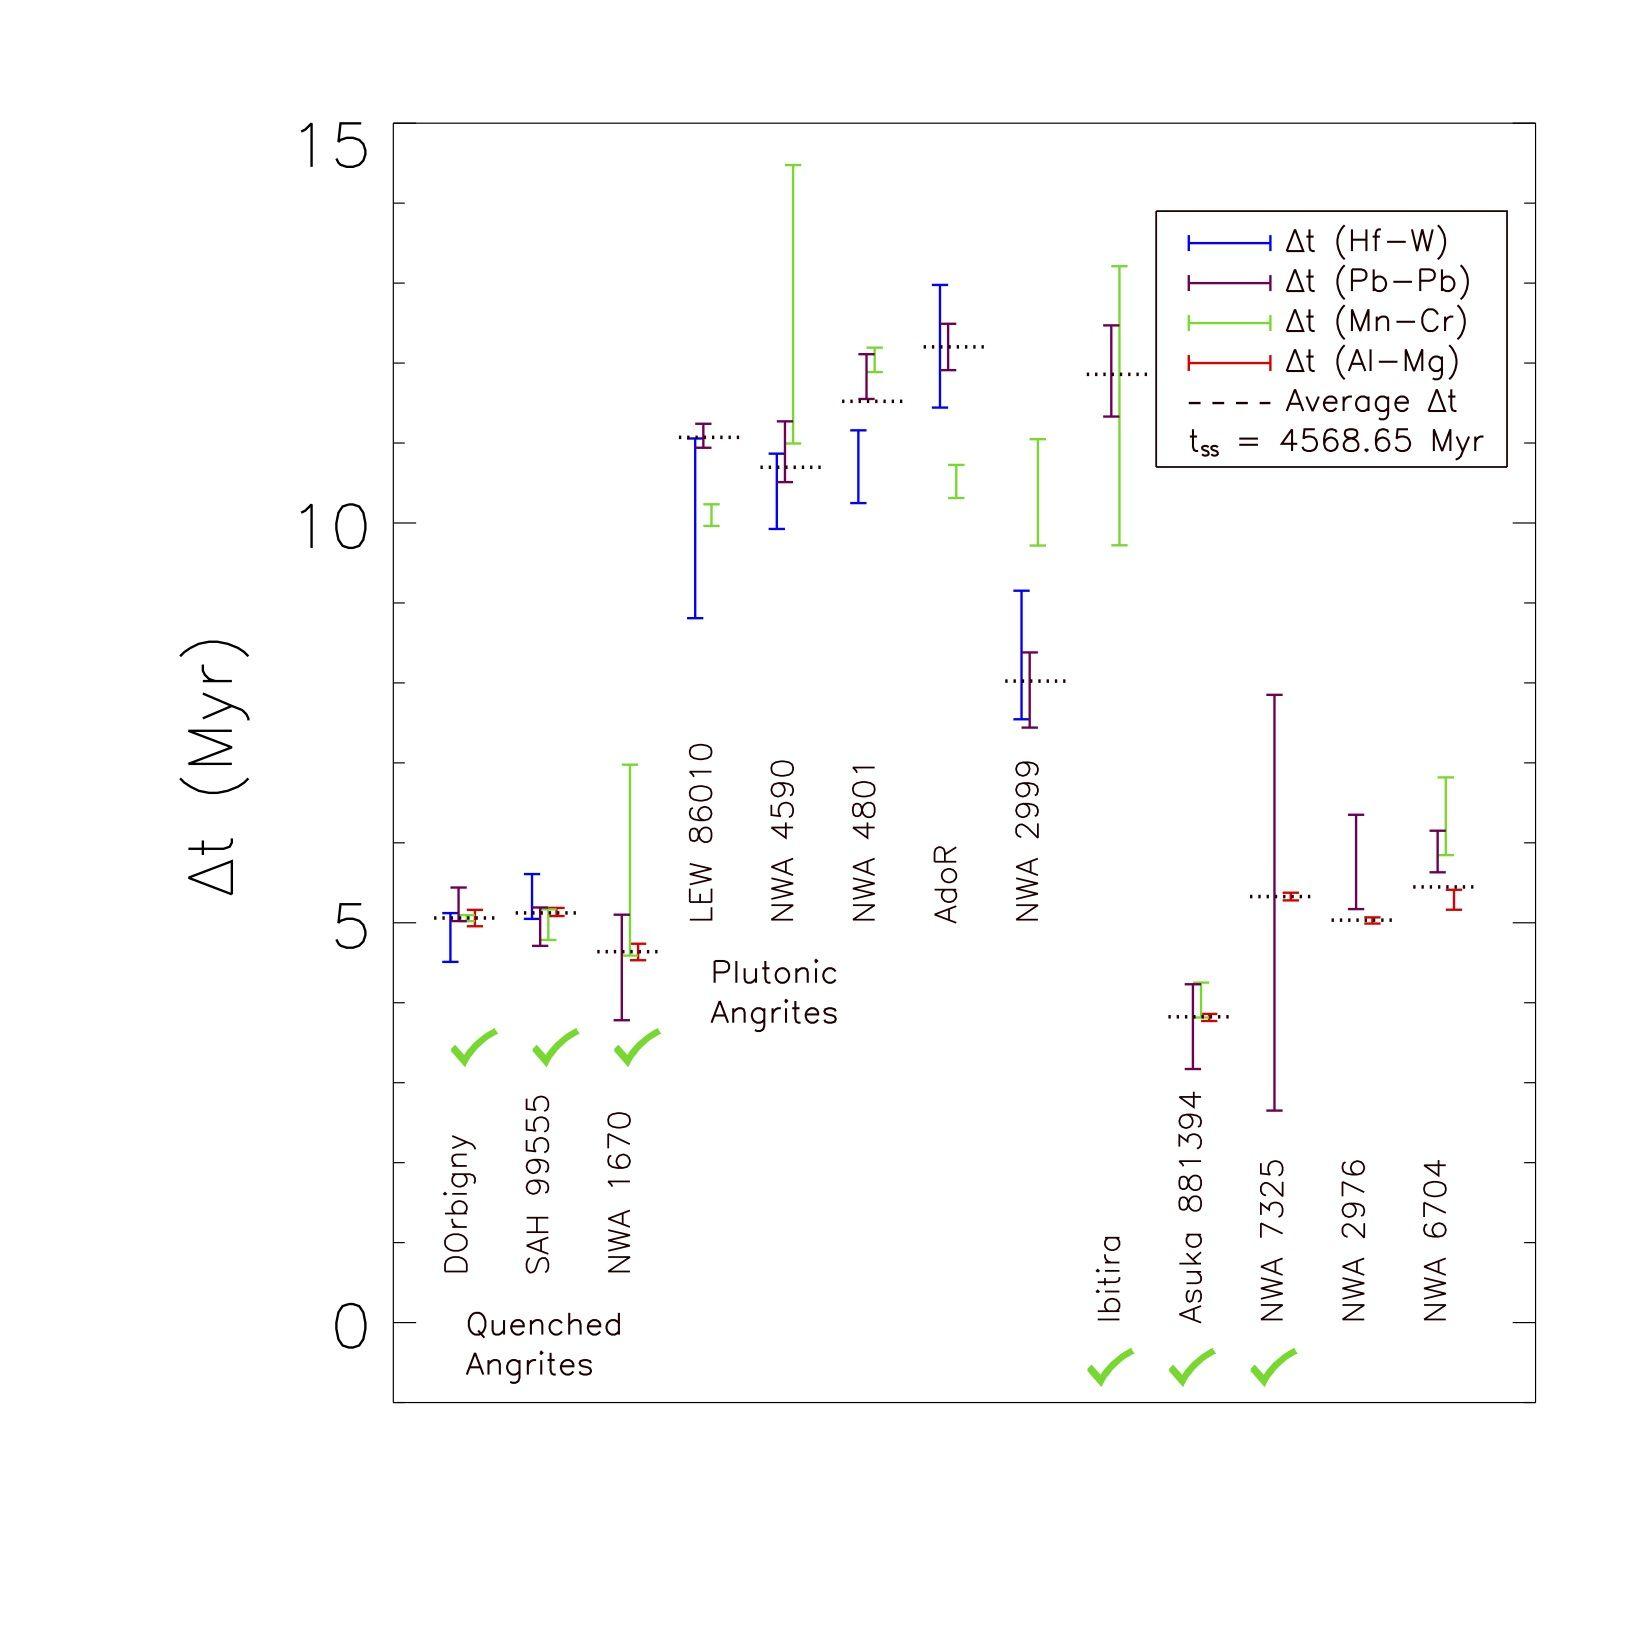 15
10
5
0
Δt (Myr)
Δt (Hf-W)
Δt (Pb-Pb)
Δt (Mn-Cr)
Δt (Al-Mg)
Average Δt
tss = 4568.65 Myr
DOrbigny
SAH 99555
NWA 1670
Quenched
Angrites
LEW 86010
NWA 4590
NWA 4801
AdoR
NWA 2999
Plutonic
Angrites
Ibitira
Asuka 881394
NWA 7325
NWA 2976
NWA 6704